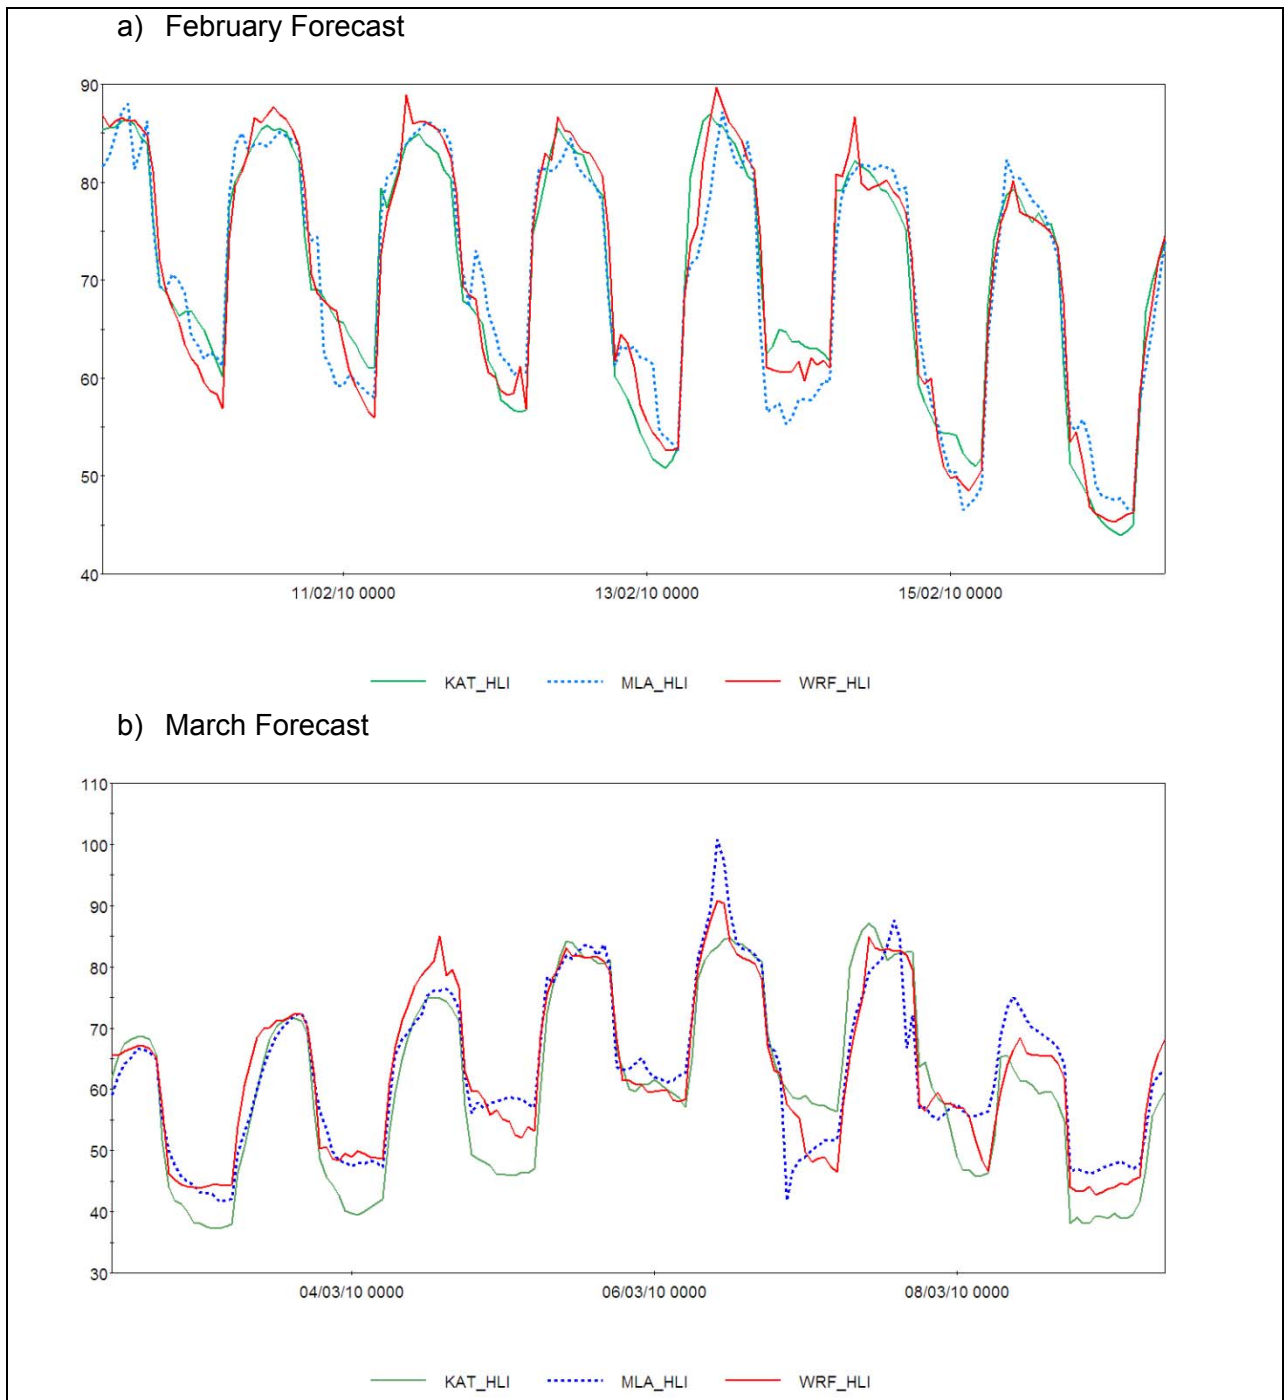 a) February Forecast
90
80
70
60
50
40
11/02/10 0000 13/02/10 0000 15/02/10 0000
KAT_HLI MLA_HLI WRF_HLI
b) March Forecast
110
100
90
80
70
60
50
40
30
04/03/10 0000 06/03/10 0000 08/03/10 0000
KAT_HLI MLA_HLI WRF_HLI